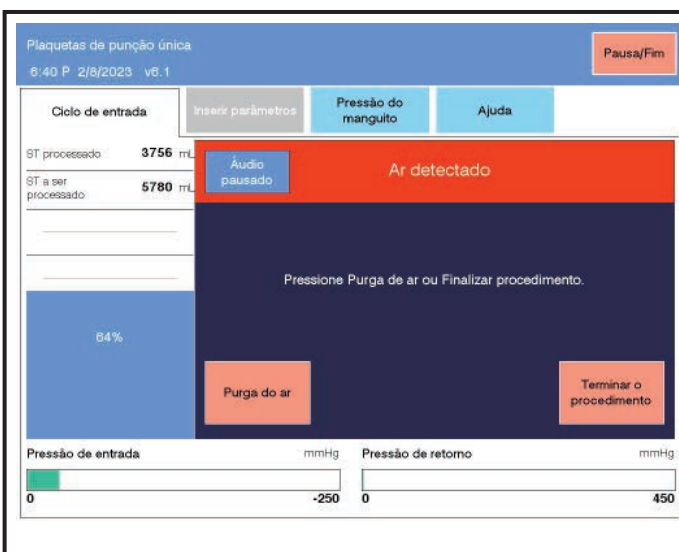 Plaquetas de punção única
6:40 P 2/8/2023 v6.1
Pausa/Fim
Ciclo de entrada
Inserir parâmetros
Pressão do
manguito
Ajuda
ST processado 3756 mL
ST a ser
processado
5780 mL
Áudio
pausado
Ar detectado
Pressione Purga de ar ou Finalizar procedimento.
64%
Purga do ar
Terminar o
procedimento
Pressão de entrada mmHg
Pressão de retorno mmHg
0 -250
0 450